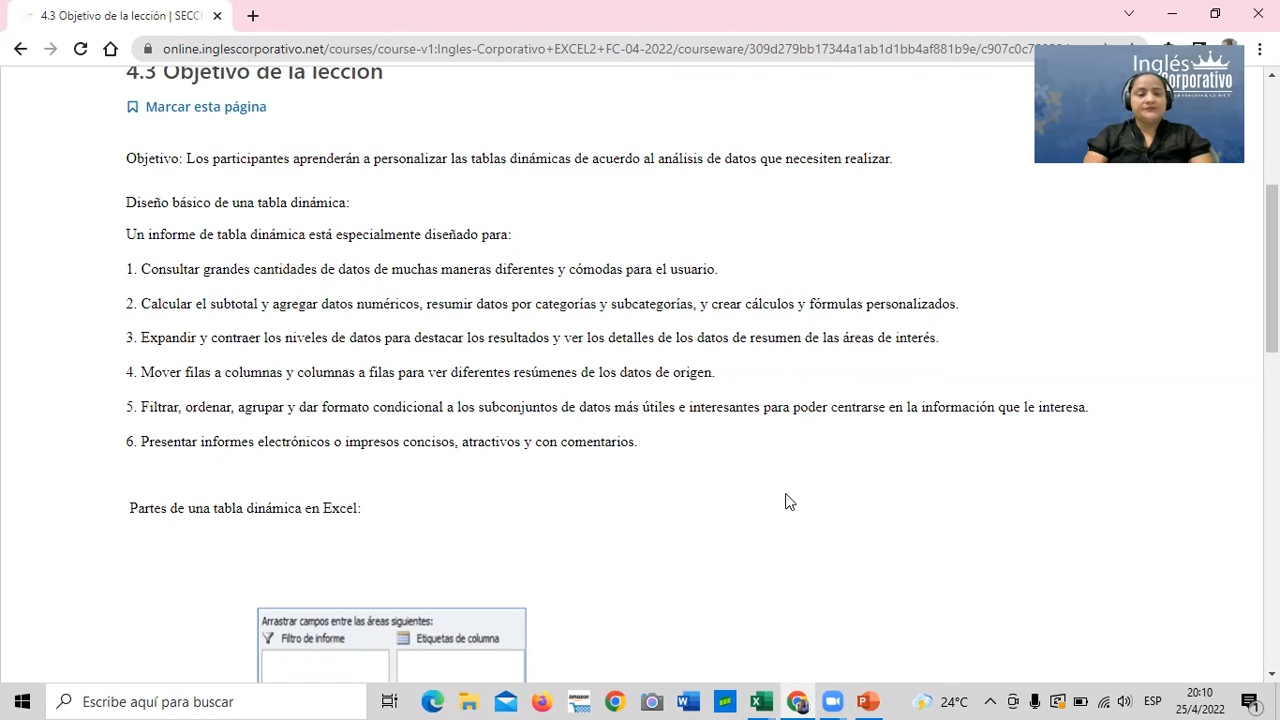 4.3 Objetivo de la lección | SECCI
online.inglescorporativo.net/courses/course-v1:Ingles-Corporativo+EXCEL2+FC-04-2022/courseware/309d279bb17344a1ab1d1bb4af881b9e/c907c0c7
Inglés
Corporativo
4.3 Objetivo de la lección
Marcar esta página
Objetivo: Los participantes aprenderán a personalizar las tablas dinámicas de acuerdo al análisis de datos que necesiten realizar.
Diseño básico de una tabla dinámica:
Un informe de tabla dinámica está especialmente diseñado para:
1. Consultar grandes cantidades de datos de muchas maneras diferentes y cómodas para el usuario.
2. Calcular el subtotal y agregar datos numéricos, resumir datos por categorías y subcategorías, y crear cálculos y fórmulas personalizados.
3. Expandir y contraer los niveles de datos para destacar los resultados y ver los detalles de los datos de resumen de las áreas de interés.
4. Mover filas a columnas y columnas a filas para ver diferentes resúmenes de los datos de origen.
5. Filtrar, ordenar, agrupar y dar formato condicional a los subconjuntos de datos más útiles e interesantes para poder centrarse en la información que le interesa.
6. Presentar informes electrónicos o impresos concisos, atractivos y con comentarios.
Partes de una tabla dinámica en Excel:
Arrastrar campos entre las áreas siguientes:
Filtro de informe Etiquetas de columna
Escribe aquí para buscar
24°C
ESP
20:10
25/4/2022